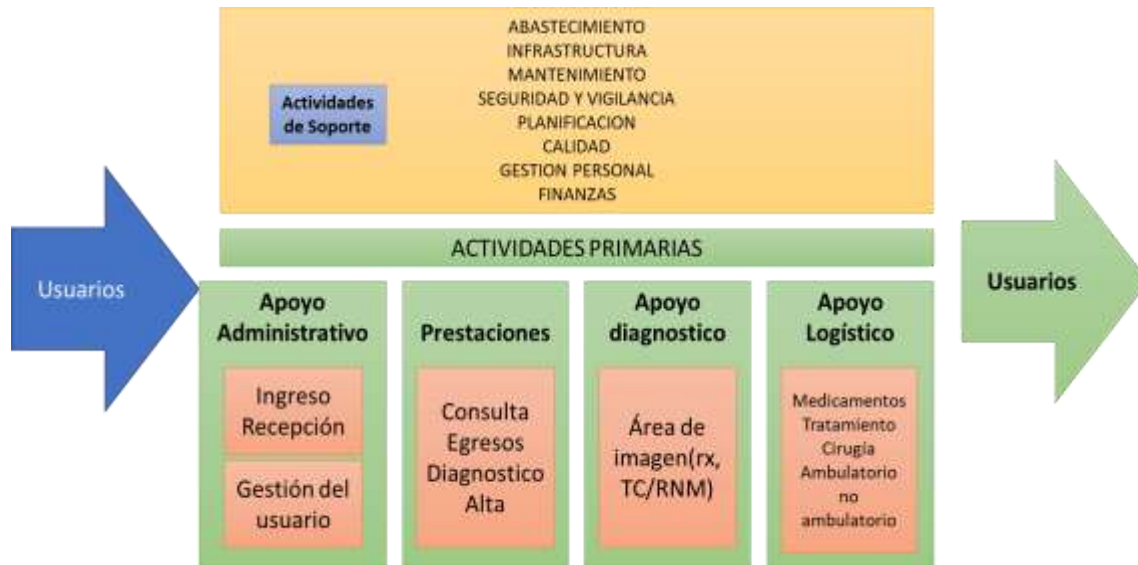 ABASTECIMIENTO
INFRASTRUCTURA
MANTENIMIENTO
SEGURIDAD Y VIGILANCIA
PLANIFICACION
CALIDAD
GESTION PERSONAL
FINANZAS
Actividades
de Soporte
Usuarios
ACTIVIDADES PRIMARIAS
Usuarios
Apoyo
Administrativo
Ingreso
Recepción
Gestión del
usuario
Prestaciones
Consulta
Egresos
Diagnostico
Alta
Apoyo
diagnostico
Área de
imagen(rx,
TC/RNM)
Apoyo
Logístico
Medicamentos
Tratamiento
Cirugía
Ambulatorio
no
ambulatorio